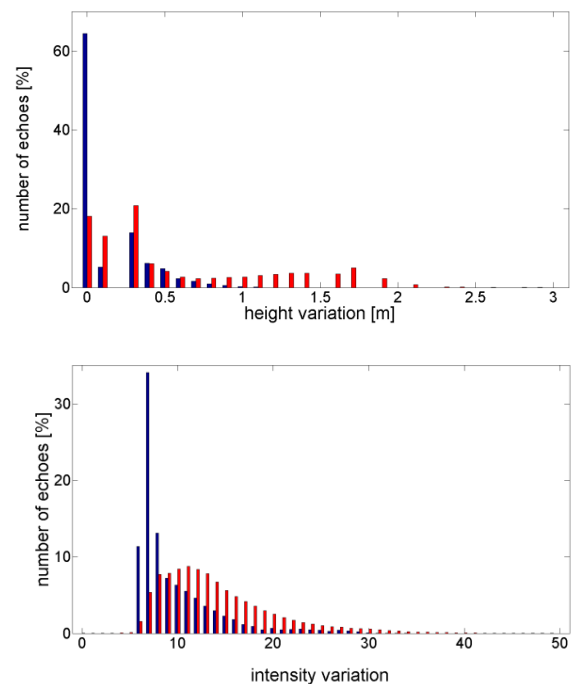 number of echoes [%]
60
40
20
0
0 0.5 1 1.5 2 2.5 3
height variation [m]
number of echoes [%]
30
20
10
0
0 10 20 30 40 50
intensity variation